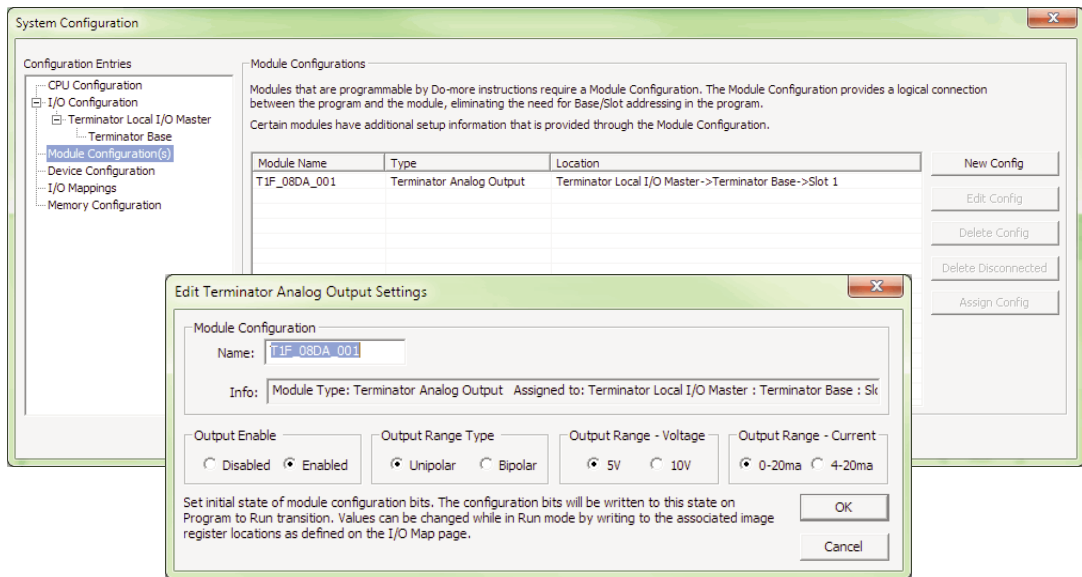 System Configuration
Configuration Entries
CPU Configuration
I/O Configuration
Terminator Local I/O Master
Terminator Base
Module Configuration(s)
Device Configuration
I/O Mappings
Memory Configuration
Module Configurations
Modules that are programmable by Do-more instructions require a Module Configuration. The Module Configuration provides a logical connection
between the program and the module, eliminating the need for Base/Slot addressing in the program.
Certain modules have additional setup information that is provided through the Module Configuration.
Module Name Type Location
T1F_08DA_001 Terminator Analog Output Terminator Local I/O Master->Terminator Base->Slot 1
New Config
Edit Config
Delete Config
Delete Disconnected
Assign Config
Edit Terminator Analog Output Settings
Module Configuration
Name: T1F_08DA_001
Info: Module Type: Terminator Analog Output Assigned to: Terminator Local I/O Master : Terminator Base : Slo
Output Enable
Disabled Enabled
Output Range Type
Unipolar Bipolar
Output Range - Voltage
5V 10V
Output Range - Current
0-20ma 4-20ma
Set initial state of module configuration bits. The configuration bits will be written to this state on
Program to Run transition. Values can be changed while in Run mode by writing to the associated image
register locations as defined on the I/O Map page.
OK
Cancel